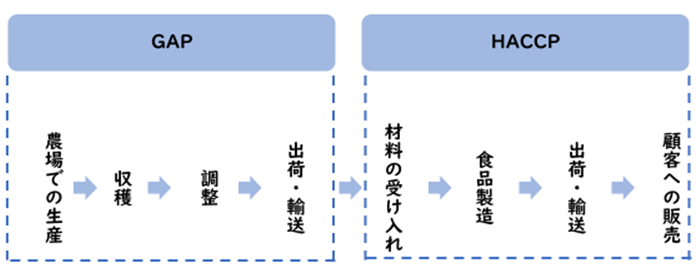 GAP
HACCP
農場での生産
収穫
調整
出荷・輸送
材料の受け入れ
食品製造
出荷・輸送
顧客への販売